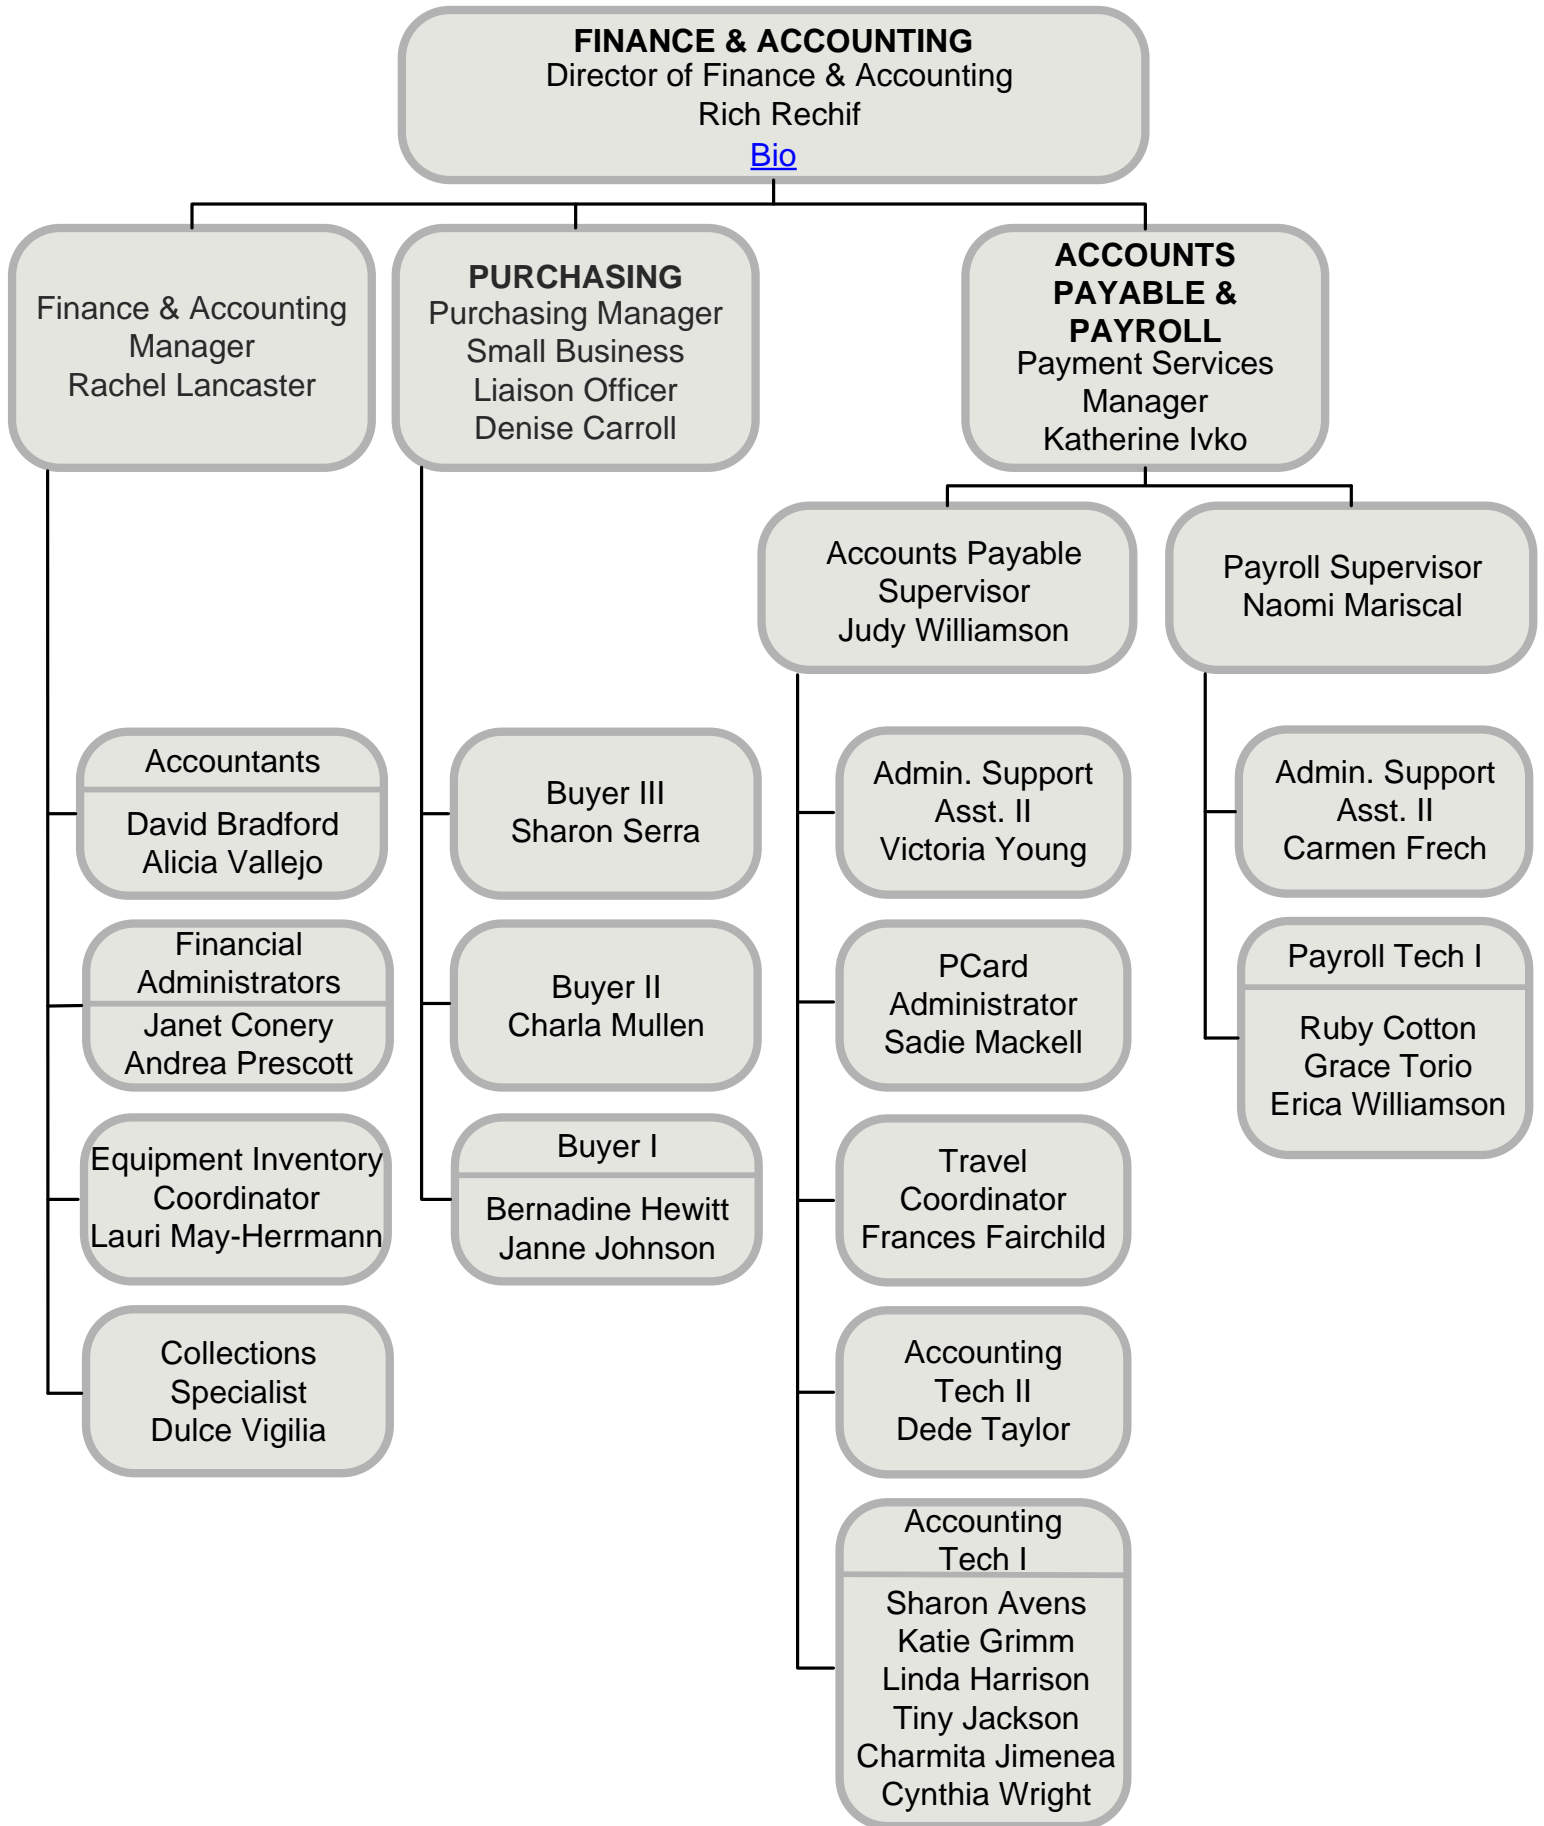 FINANCE & ACCOUNTING
Director of Finance & Accounting
Rich Rechif
Bio
Finance & Accounting
Manager
Rachel Lancaster
PURCHASING
Purchasing Manager
Small Business
Liaison Officer
Denise Carroll
ACCOUNTS
PAYABLE &
PAYROLL
Payment Services
Manager
Katherine Ivko
Accounts Payable
Supervisor
Judy Williamson
Payroll Supervisor
Naomi Mariscal
Accountants
David Bradford
Alicia Vallejo
Financial
Administrators
Janet Conery
Andrea Prescott
Equipment Inventory
Coordinator
Lauri May-Herrmann
Collections
Specialist
Dulce Vigilia
Buyer III
Sharon Serra
Buyer II
Charla Mullen
Buyer I
Bernadine Hewitt
Janne Johnson
Admin. Support
Asst. II
Victoria Young
PCard
Administrator
Sadie Mackell
Travel
Coordinator
Frances Fairchild
Accounting
Tech II
Dede Taylor
Accounting
Tech I
Sharon Avens
Katie Grimm
Linda Harrison
Tiny Jackson
Charmita Jimenea
Cynthia Wright
Admin. Support
Asst. II
Carmen Frech
Payroll Tech I
Ruby Cotton
Grace Torio
Erica Williamson